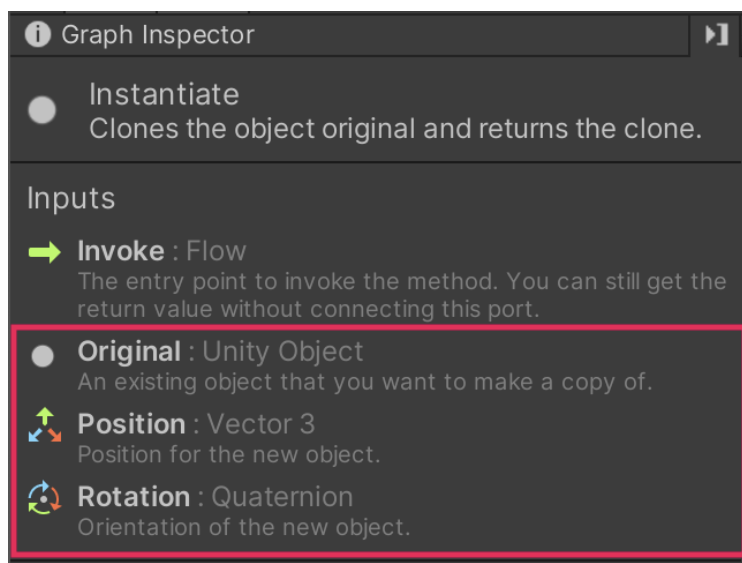 Graph Inspector
Instantiate
Clones the object original and returns the clone.
Inputs
Invoke : Flow
The entry point to invoke the method. You can still get the
return value without connecting this port.
Original : Unity Object
An existing object that you want to make a copy of.
Position : Vector 3
Position for the new object.
Rotation : Quaternion
Orientation of the new object.